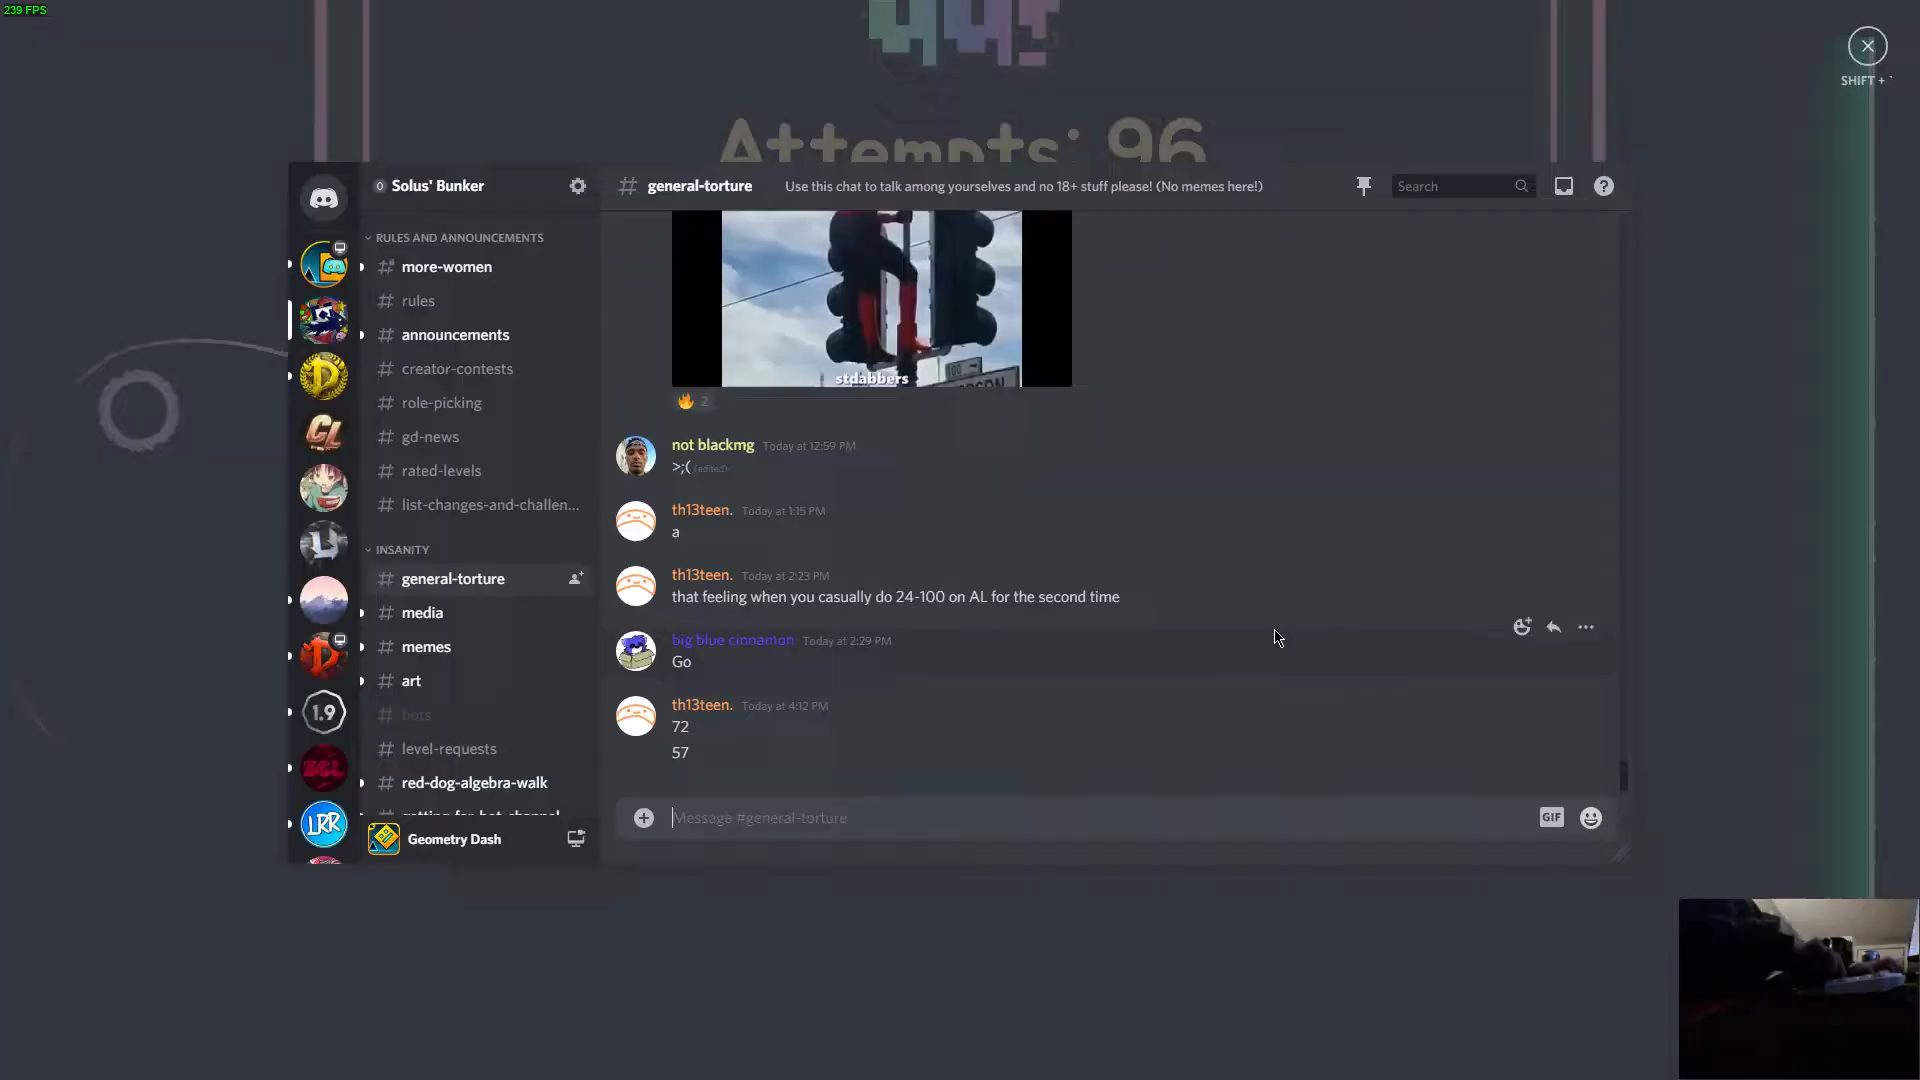 239 FPS
SHIFT + `
Attempts: 96
Solus' Bunker
general-torture
Use this chat to talk among yourselves and no 18+ stuff please! (No memes here!)
Search
RULES AND ANNOUNCEMENTS
more-women
rules
announcements
creator-contests
role-picking
gd-news
rated-levels
list-changes-and-challen...
INSANITY
general-torture
media
memes
art
bots
level-requests
red-dog-algebra-walk
Geometry Dash
CL
1.9
LRR
stdabbers
2
not blackmg Today at 12:59 PM
>;( (edited)
th13teen. Today at 1:15 PM
a
th13teen. Today at 2:23 PM
that feeling when you casually do 24-100 on AL for the second time
big blue cinnamon Today at 2:29 PM
Go
th13teen. Today at 4:12 PM
72
57
Message #general-torture
GIF